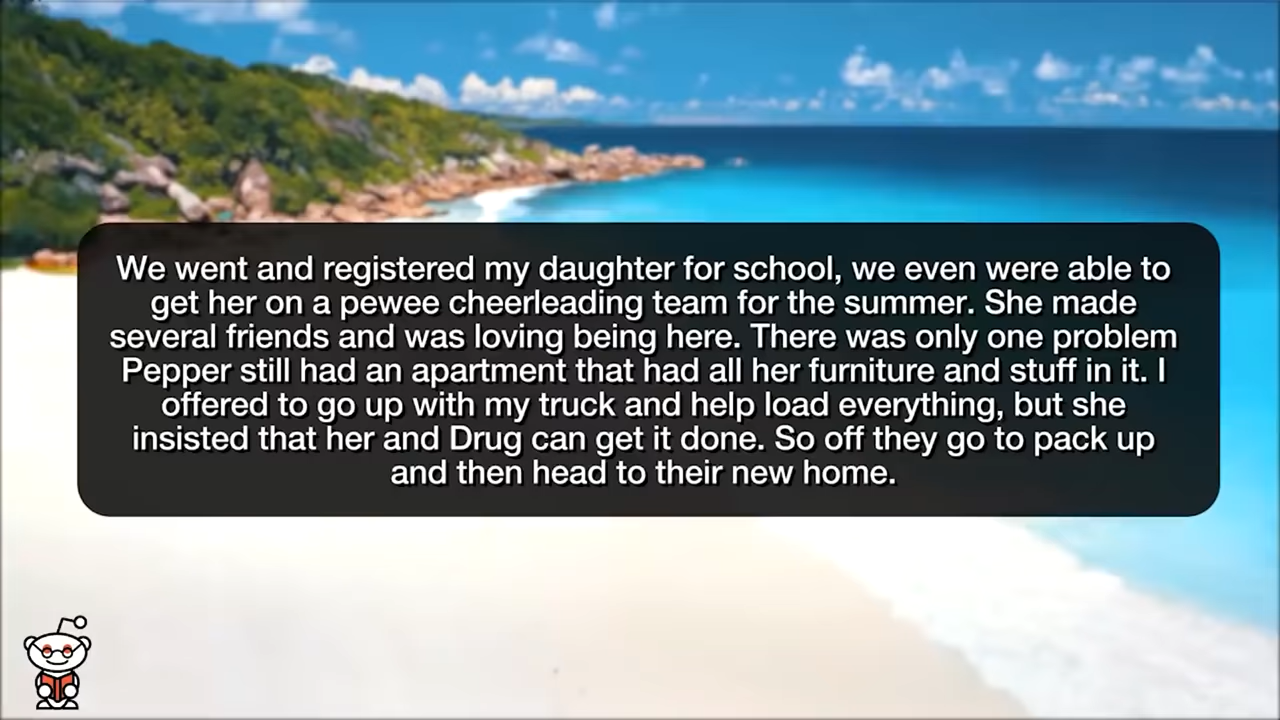 We went and registered my daughter for school, we even were able to
get her on a pewee cheerleading team for the summer. She made
several friends and was loving being here. There was only one problem
Pepper still had an apartment that had all her furniture and stuff in it. I
offered to go up with my truck and help load everything, but she
insisted that her and Drug can get it done. So off they go to pack up
and then head to their new home.